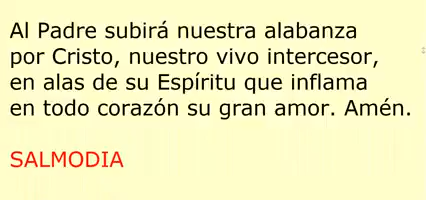 Al Padre subirá nuestra alabanza
por Cristo, nuestro vivo intercesor,
en alas de su Espíritu que inflama
en todo corazón su gran amor. Amén.
SALMODIA